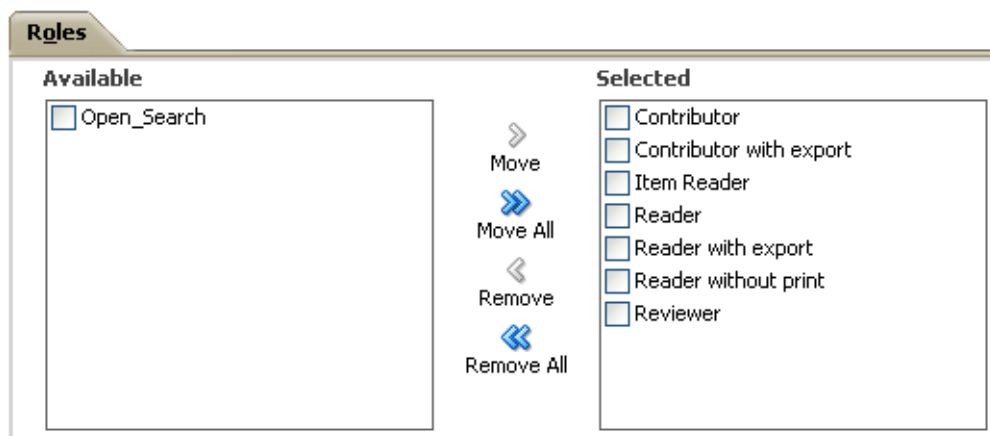 Roles
Available
Open_Search
Move
Move All
Remove
Remove All
Selected
Contributor
Contributor with export
Item Reader
Reader
Reader with export
Reader without print
Reviewer